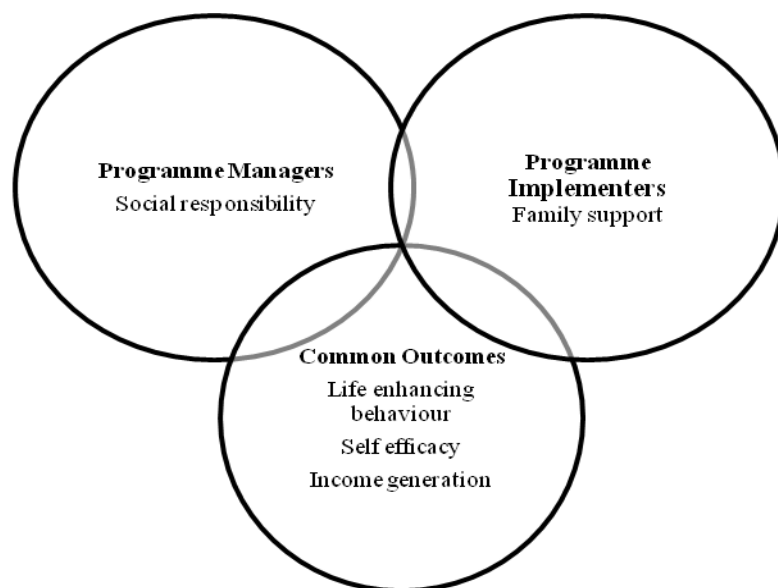 Programme Managers
Social responsibility
Programme
Implementers
Family support
Common Outcomes
Life enhancing
behaviour
Self efficacy
Income generation